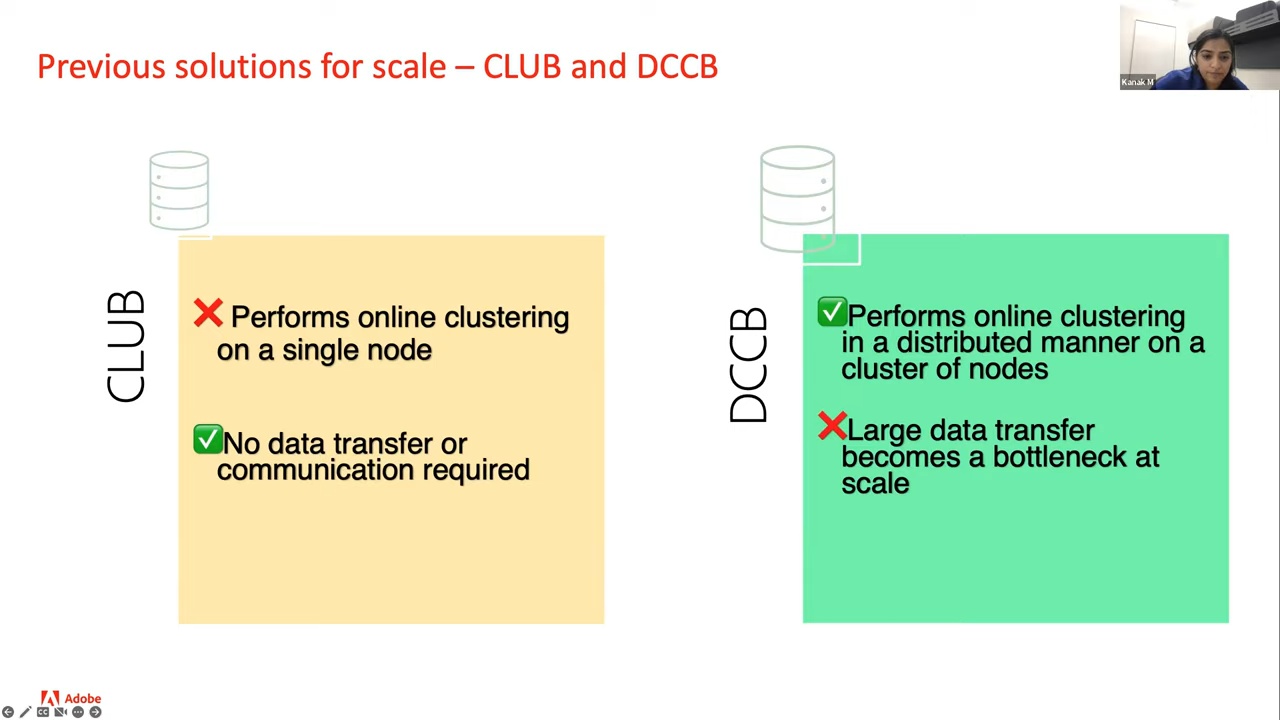 Previous solutions for scale – CLUB and DCCB
Kanak M
CLUB
❌ Performs online clustering
on a single node
✅No data transfer or
communication required
DCCB
✅Performs online clustering
in a distributed manner on a
cluster of nodes
❌Large data transfer
becomes a bottleneck at
scale
Adobe
CC